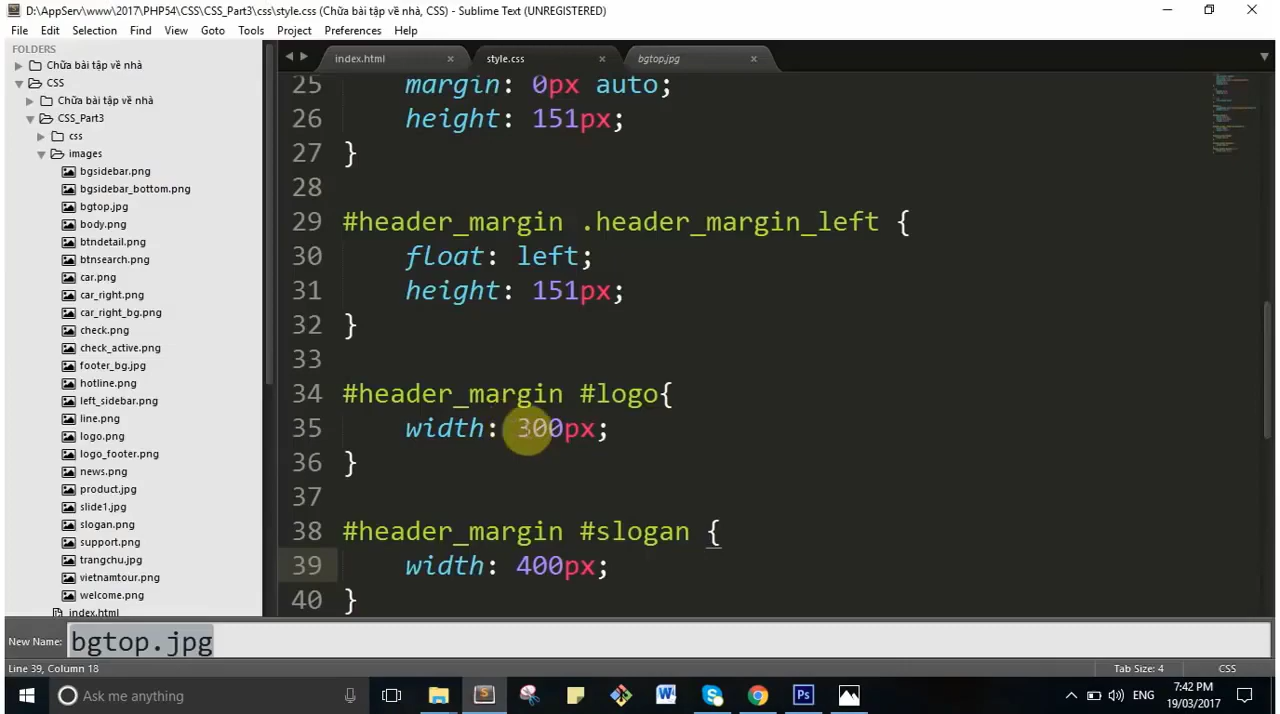 D:\AppServ\www\2017\PHP54\CSS\CSS_Part3\css\style.css (Chữa bài tập về nhà, CSS) - Sublime Text (UNREGISTERED)
File Edit Selection Find View Goto Tools Project Preferences Help
FOLDERS
Chữa bài tập về nhà
CSS
Chữa bài tập về nhà
CSS_Part3
css
images
bgsidebar.png
bgsidebar_bottom.png
bgtop.jpg
body.png
btndetail.png
btnsearch.png
car.png
car_right.png
car_right_bg.png
check.png
check_active.png
footer_bg.jpg
hotline.png
left_sidebar.png
line.png
logo.png
logo_footer.png
news.png
product.jpg
slide1.jpg
slogan.png
support.png
trangchu.jpg
vietnamtour.png
welcome.png
index.html
index.html style.css bgtop.jpg
25 margin: 0px auto;
26 height: 151px;
27 }
28
29 #header_margin .header_margin_left {
30 float: left;
31 height: 151px;
32 }
33
34 #header_margin #logo{
35 width: 300px;
36 }
37
38 #header_margin #slogan {
39 width: 400px;
40 }
New Name: bgtop.jpg
Line 39, Column 18 Tab Size: 4 CSS
Ask me anything
ENG
7:42 PM
19/03/2017